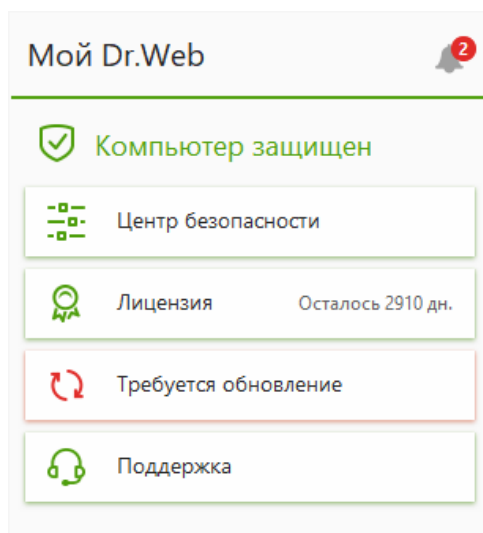 Мой Dr.Web
2
Компьютер защищен
Центр безопасности
Лицензия Осталось 2910 дн.
Требуется обновление
Поддержка